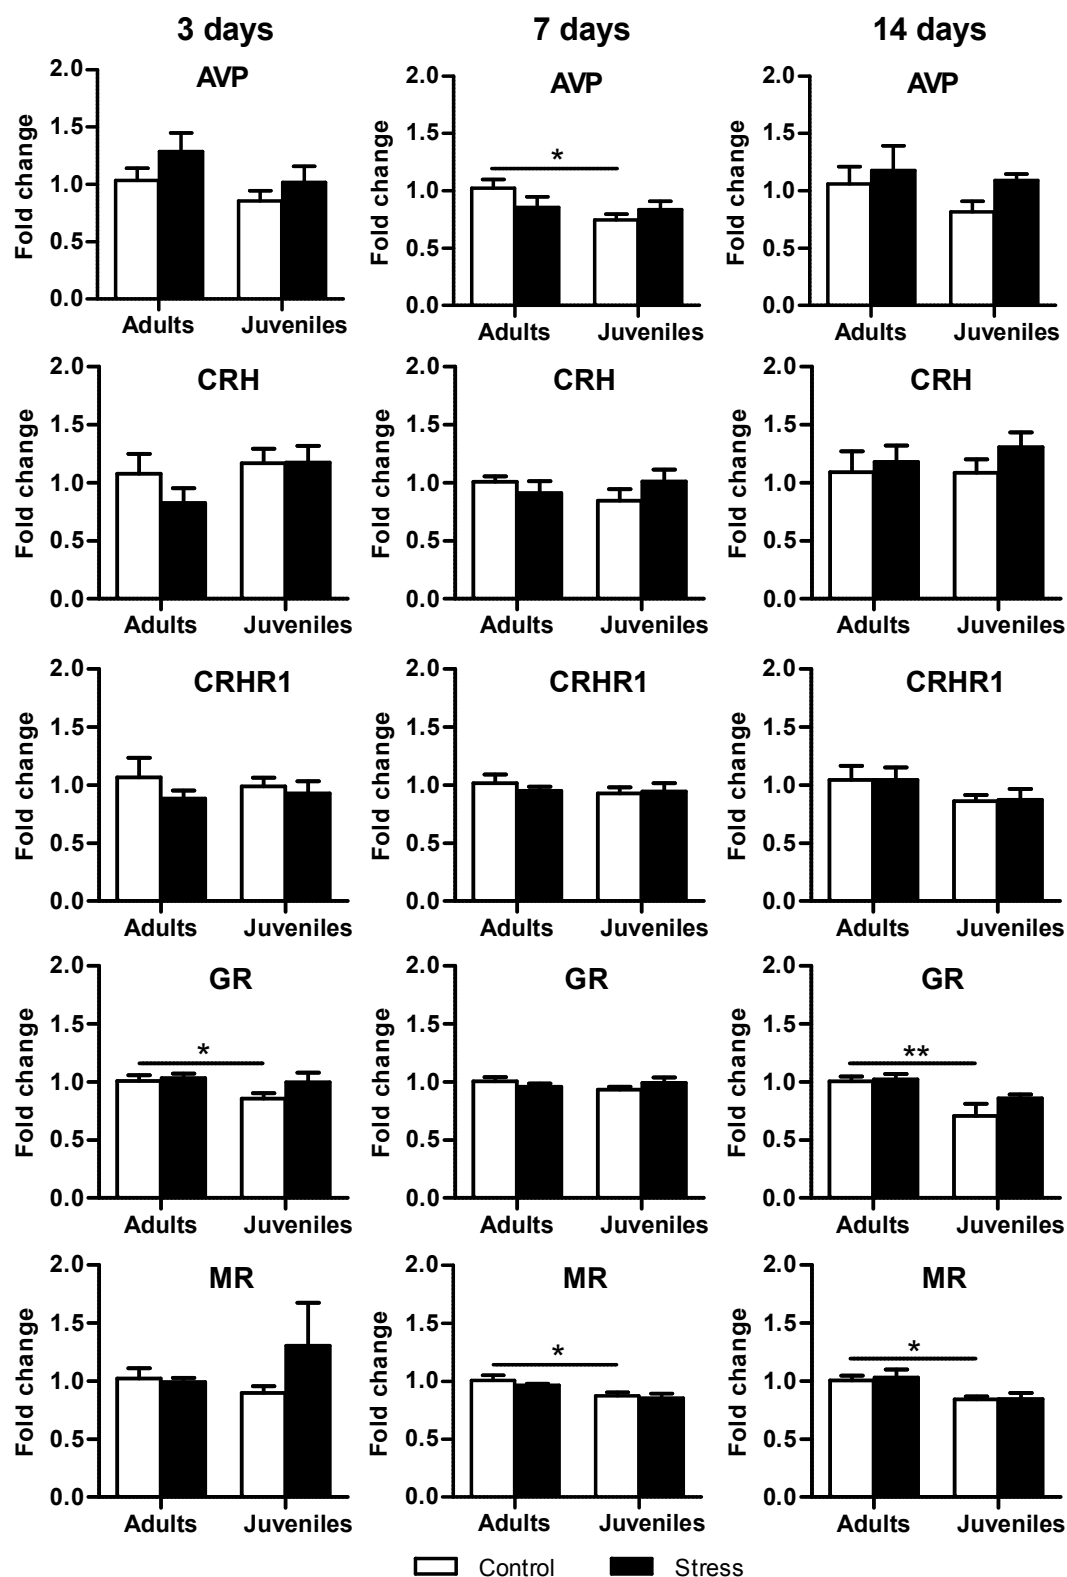 3 days 7 days 14 days
AVP AVP AVP
Fold change Fold change Fold change
2.0 2.0 2.0
1.5 1.5 1.5
*
1.0 1.0 1.0
0.5 0.5 0.5
0.0 0.0 0.0
Adults Juveniles Adults Juveniles Adults Juveniles
CRH CRH CRH
Fold change Fold change Fold change
2.0 2.0 2.0
1.5 1.5 1.5
1.0 1.0 1.0
0.5 0.5 0.5
0.0 0.0 0.0
Adults Juveniles Adults Juveniles Adults Juveniles
CRHR1 CRHR1 CRHR1
Fold change Fold change Fold change
2.0 2.0 2.0
1.5 1.5 1.5
1.0 1.0 1.0
0.5 0.5 0.5
0.0 0.0 0.0
Adults Juveniles Adults Juveniles Adults Juveniles
GR GR GR
Fold change Fold change Fold change
2.0 2.0 2.0
1.5 1.5 1.5
* **
1.0 1.0 1.0
0.5 0.5 0.5
0.0 0.0 0.0
Adults Juveniles Adults Juveniles Adults Juveniles
MR MR MR
Fold change Fold change Fold change
2.0 2.0 2.0
1.5 1.5 1.5
* *
1.0 1.0 1.0
0.5 0.5 0.5
0.0 0.0 0.0
Adults Juveniles Adults Juveniles Adults Juveniles
Control Stress